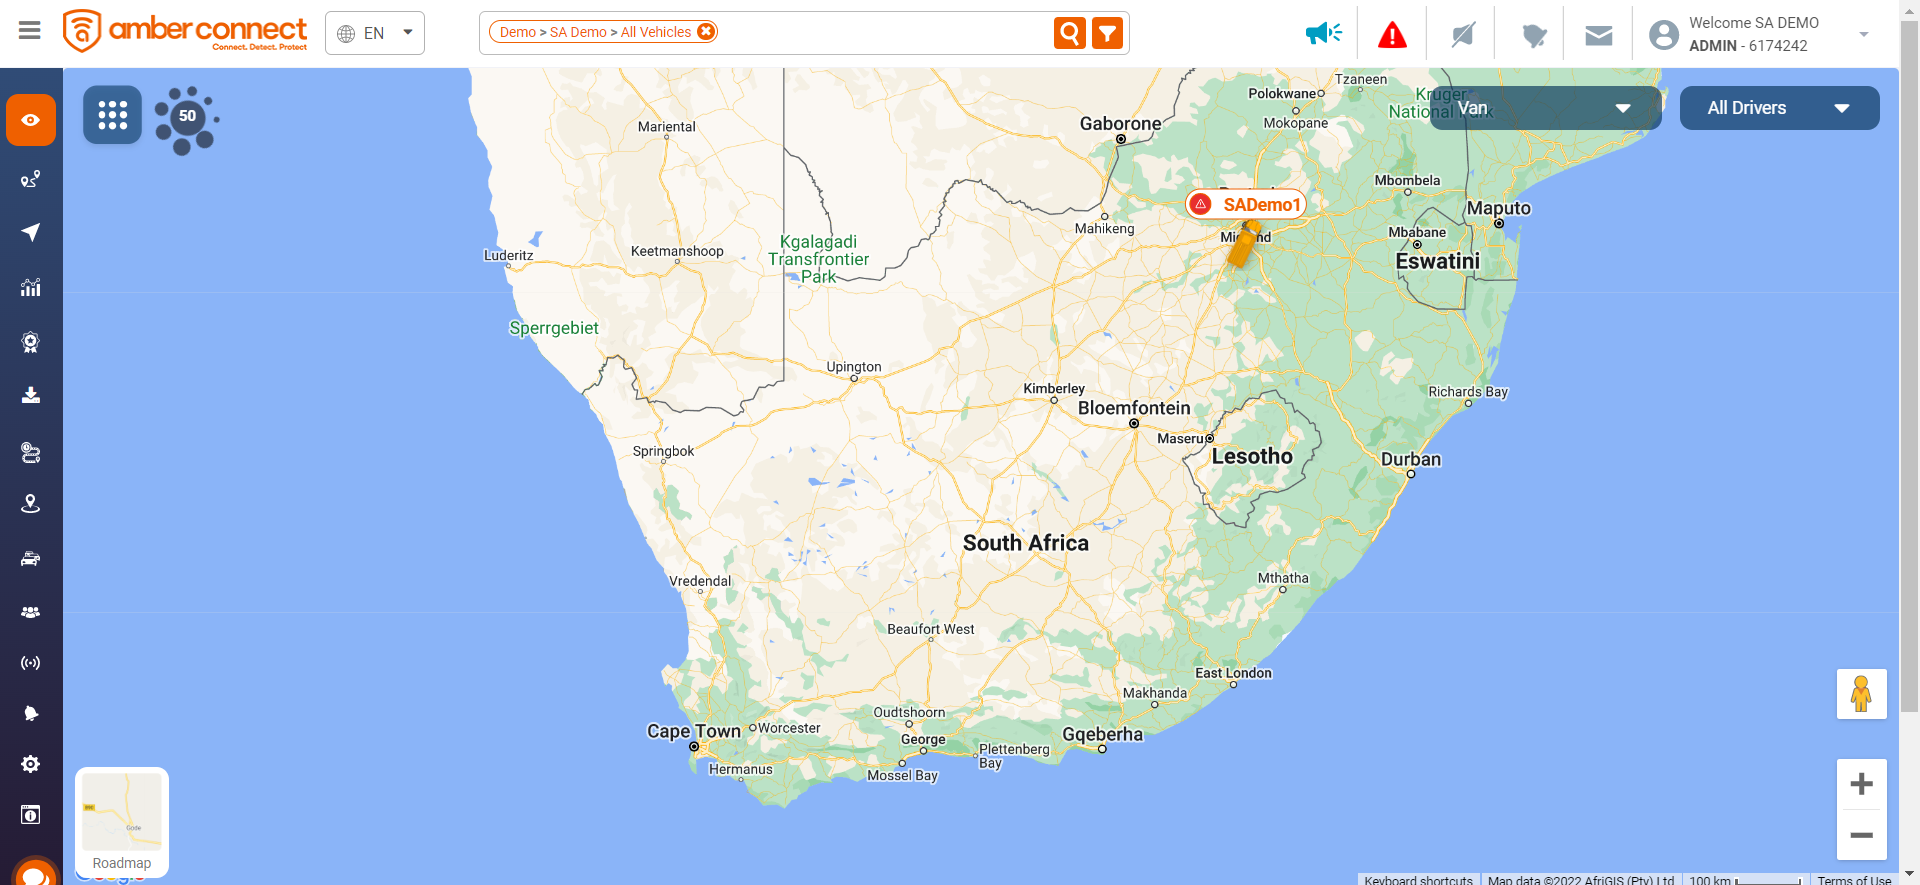 amber connect
Connect. Detect. Protect
EN
Demo > SA Demo > All Vehicles
Welcome SA DEMO
ADMIN - 6174242
50
Van
All Drivers
Tzaneen
Polokwane
Kruger
National Park
Mokopane
Gaborone
Mariental
Mbombela
SADemo1
Maputo
Mahikeng
Mbabane
Midrand
Kgalagadi
Transfrontier
Park
Keetmanshoop
Luderitz
Eswatini
Sperrgebiet
Upington
Kimberley
Richards Bay
Bloemfontein
Maseru
Lesotho
Durban
Springbok
South Africa
Mthatha
Vredendal
Beaufort West
East London
Makhanda
Oudtshoorn
Cape Town
Worcester
George
Gqeberha
Plettenberg
Bay
Hermanus
Mossel Bay
Gode
Roadmap
Keyboard shortcuts
Map data ©2022 AfriGIS (Pty) Ltd
100 km
Terms of Use